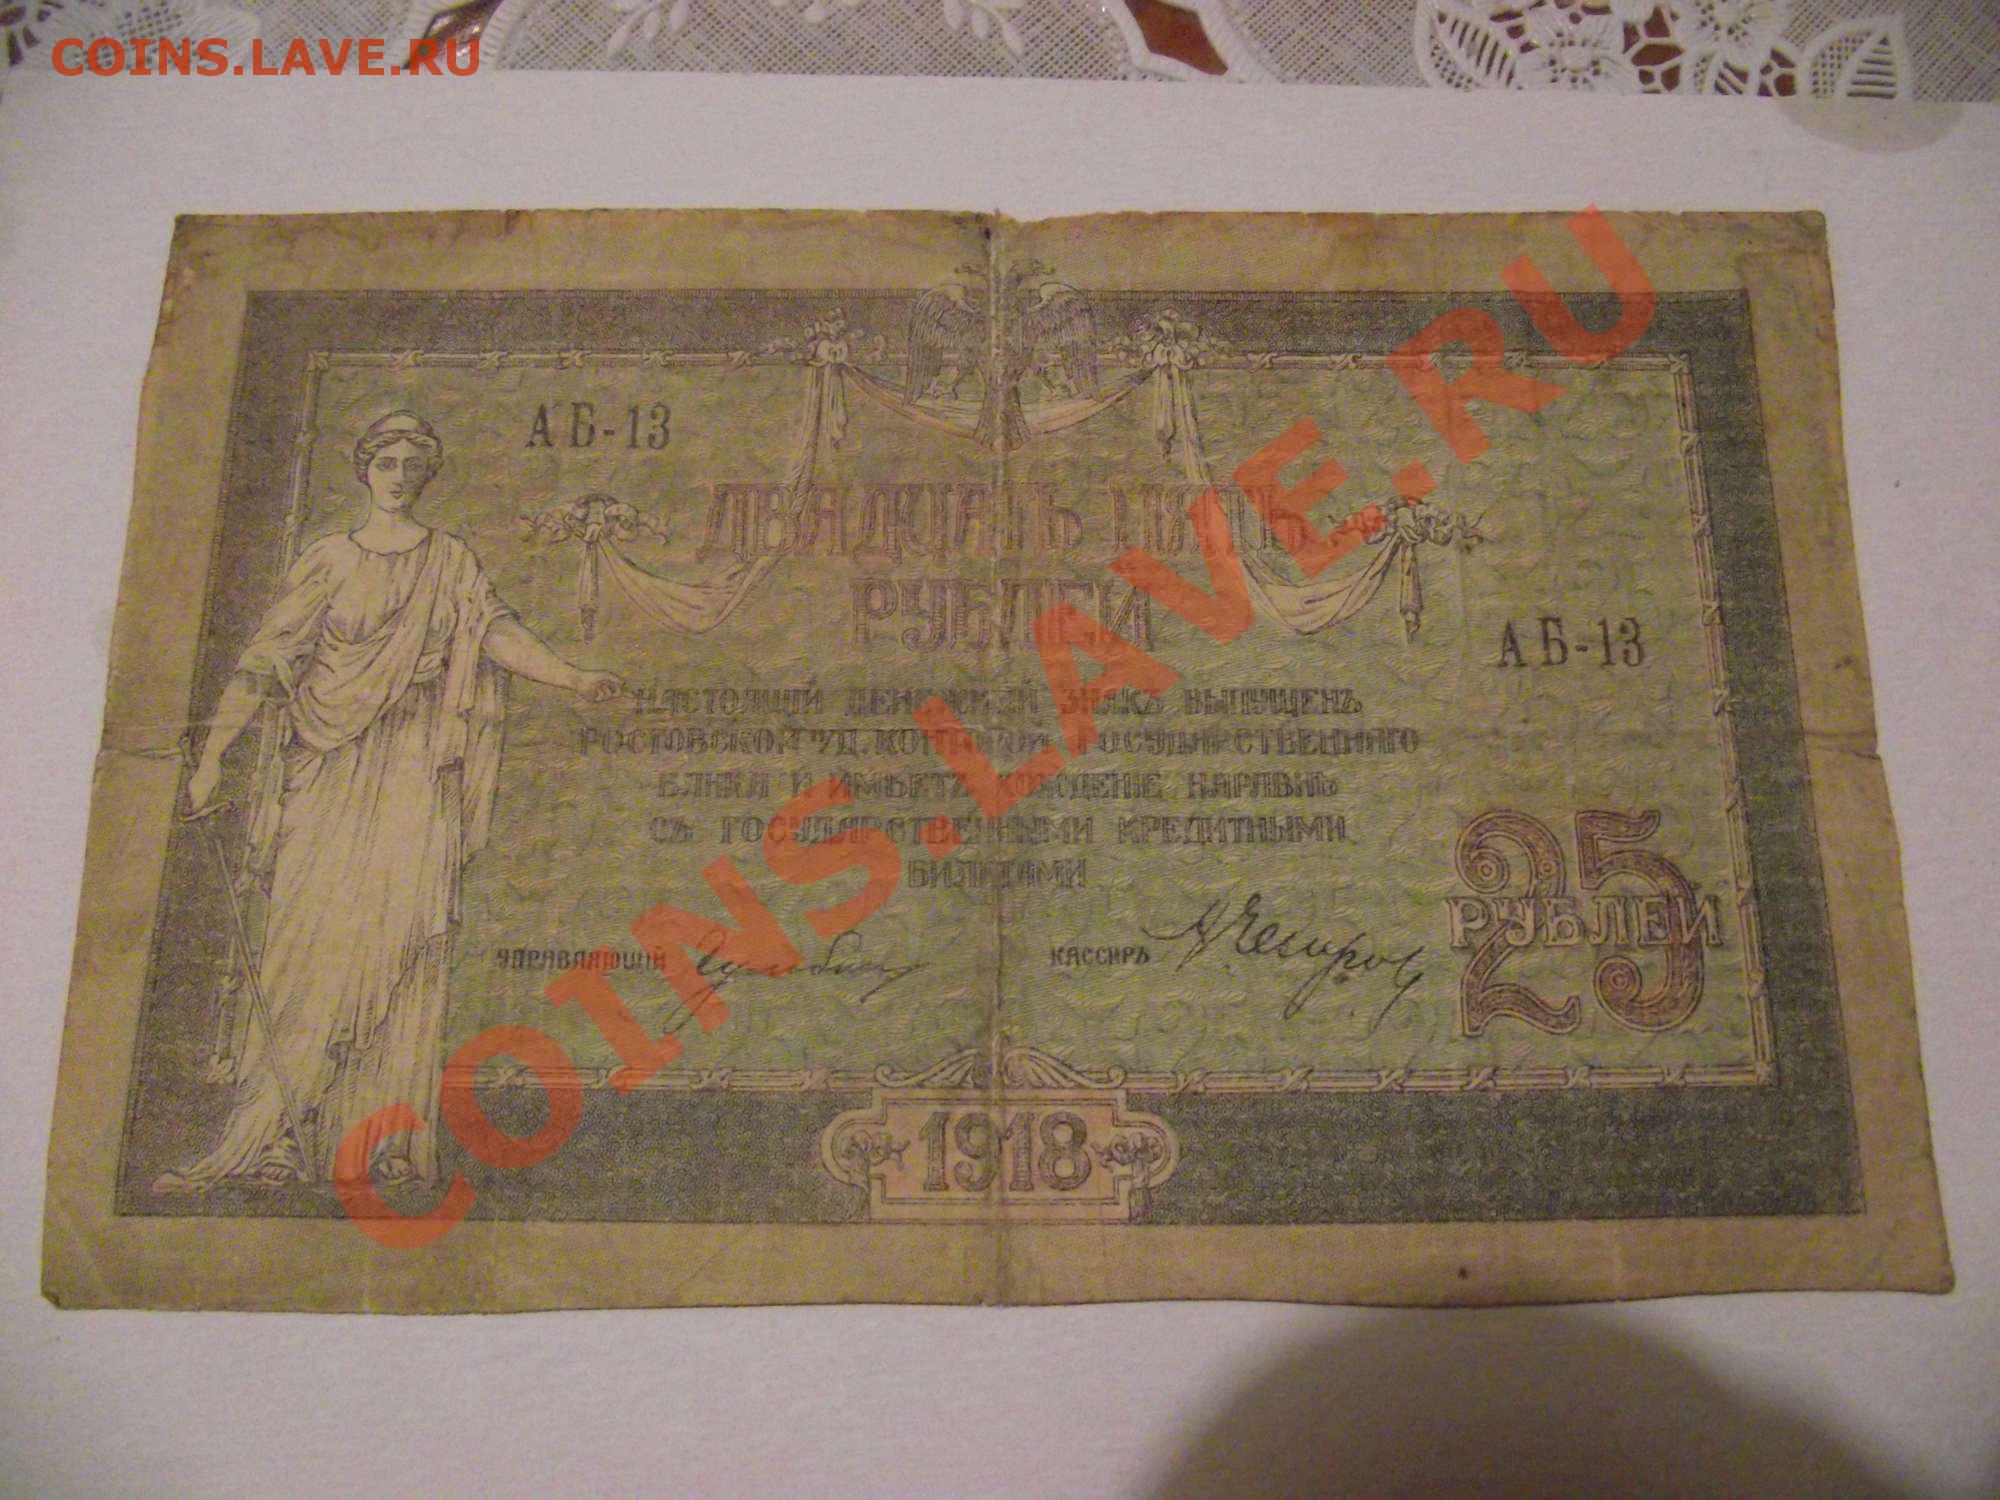 COINS.LAVE.RU
АБ-13
ДВАДЦАТЬ ПЯТЬ
РУБЛЕЙ
АБ-13
НАСТОЯЩІЙ ДЕНЕЖНЫЙ ЗНАКЪ ВЫПУЩЕНЪ
РОСТОВСКОЙ н/Д. КОНТОРОЙ ГОСУДАРСТВЕННАГО
БАНКА И ИМѢЕТЪ ХОЖДЕНІЕ НАРАВНѢ
СЪ ГОСУДАРСТВЕННЫМИ КРЕДИТНЫМИ
БИЛЕТАМИ
25
РУБЛЕЙ
УПРАВЛЯЮЩІЙ
КАССИРЪ
1918
COINS.LAVE.RU